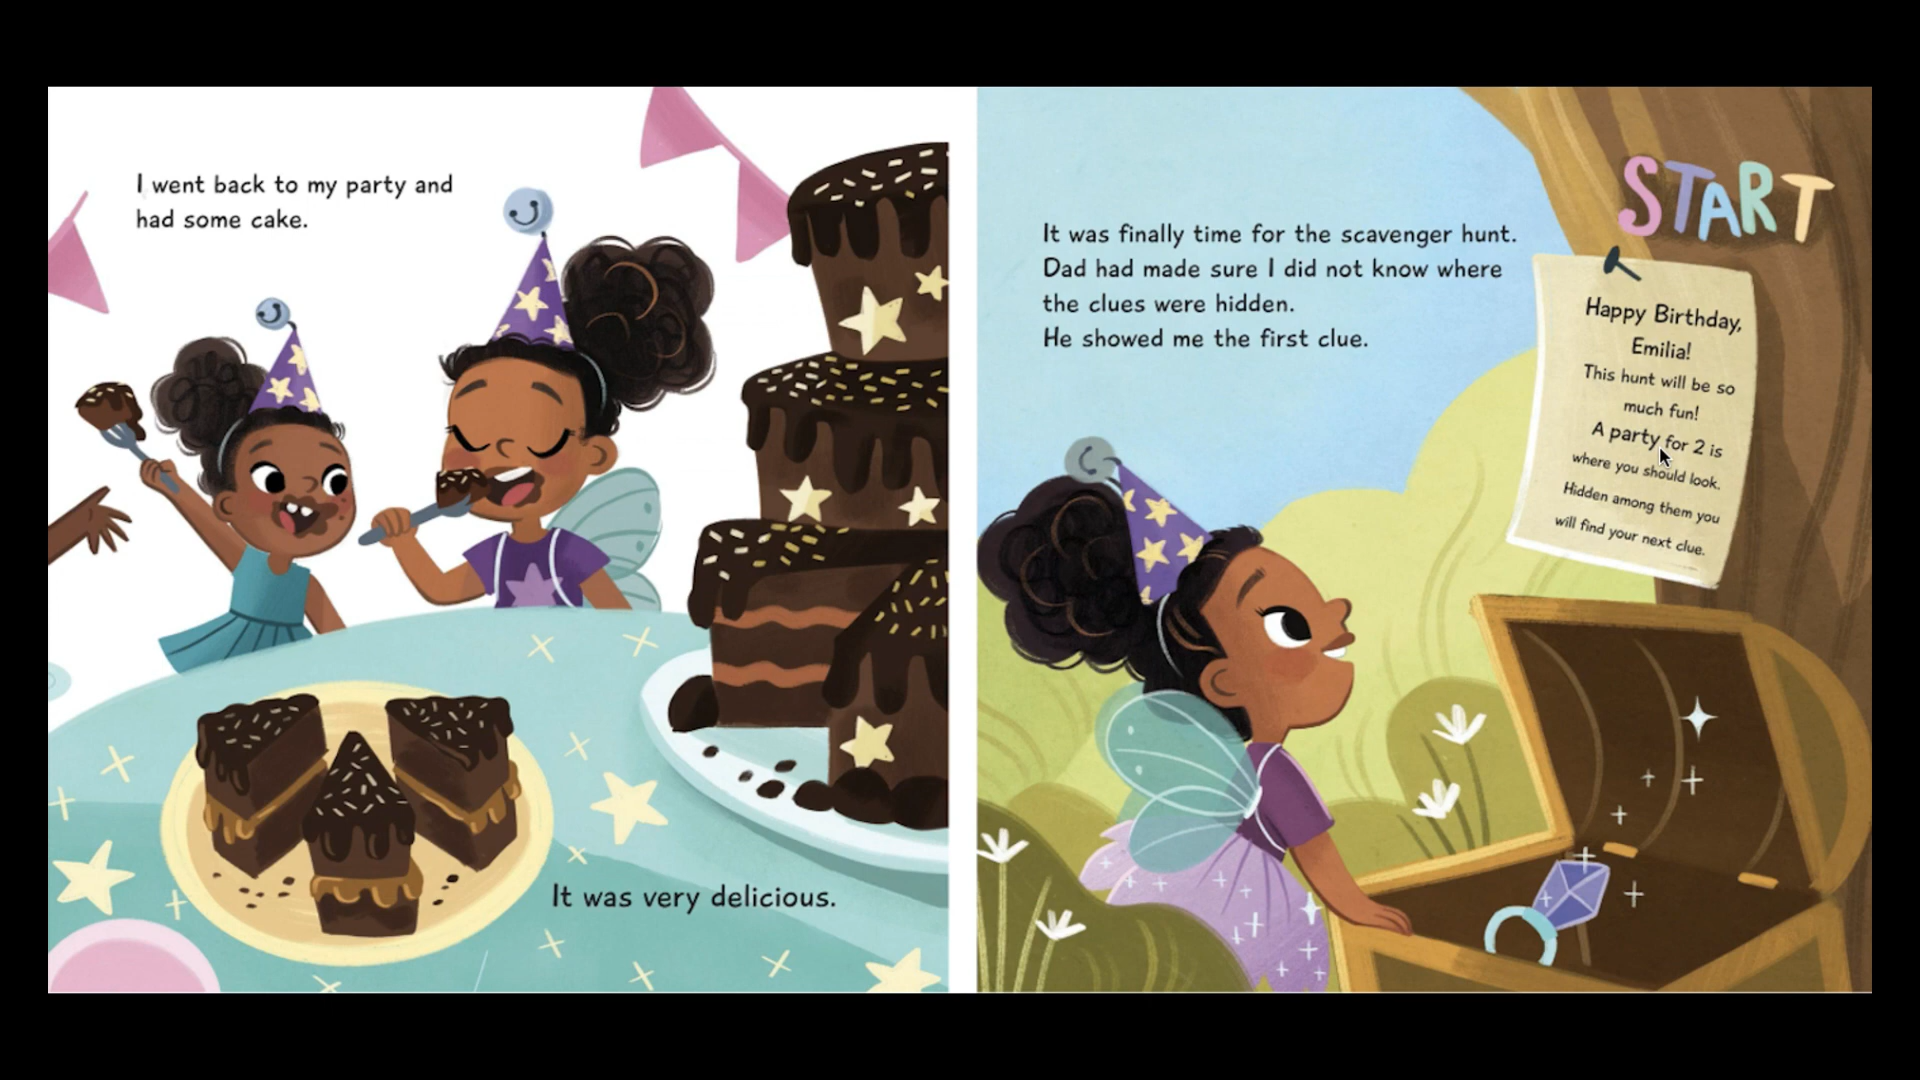 I went back to my party and
had some cake.
It was very delicious.
It was finally time for the scavenger hunt.
Dad had made sure I did not know where
the clues were hidden.
He showed me the first clue.
START
Happy Birthday,
Emilia!
This hunt will be so
much fun!
A party for 2 is
where you should look.
Hidden among them you
will find your next clue.